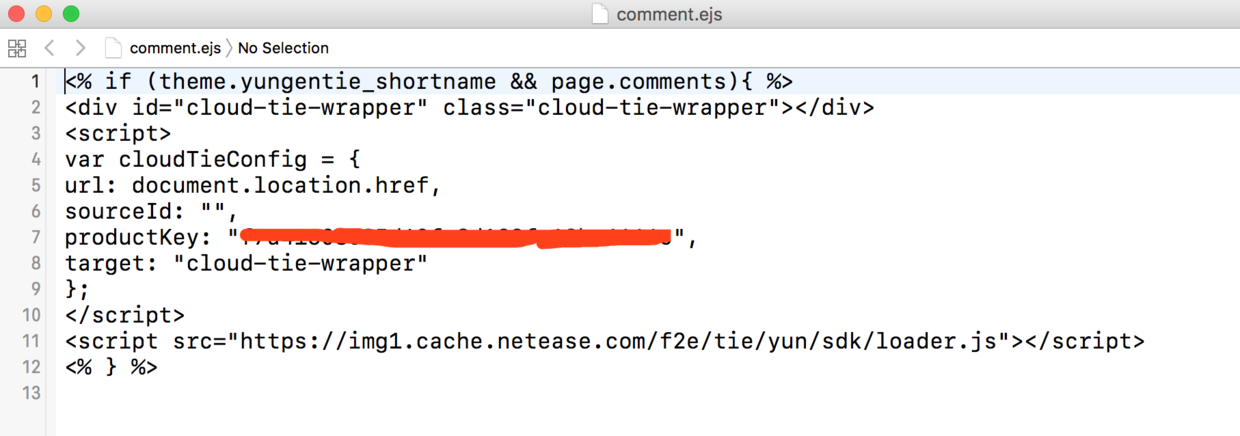 comment.ejs
comment.ejs 〉 No Selection
1 <% if (theme.yungentie_shortname && page.comments){ %>
2 <div id="cloud-tie-wrapper" class="cloud-tie-wrapper"></div>
3 <script>
4 var cloudTieConfig = {
5 url: document.location.href,
6 sourceId: "",
7 productKey: "",
8 target: "cloud-tie-wrapper"
9 };
10 </script>
11 <script src="https://img1.cache.netease.com/f2e/tie/yun/sdk/loader.js"></script>
12 <% } %>
13